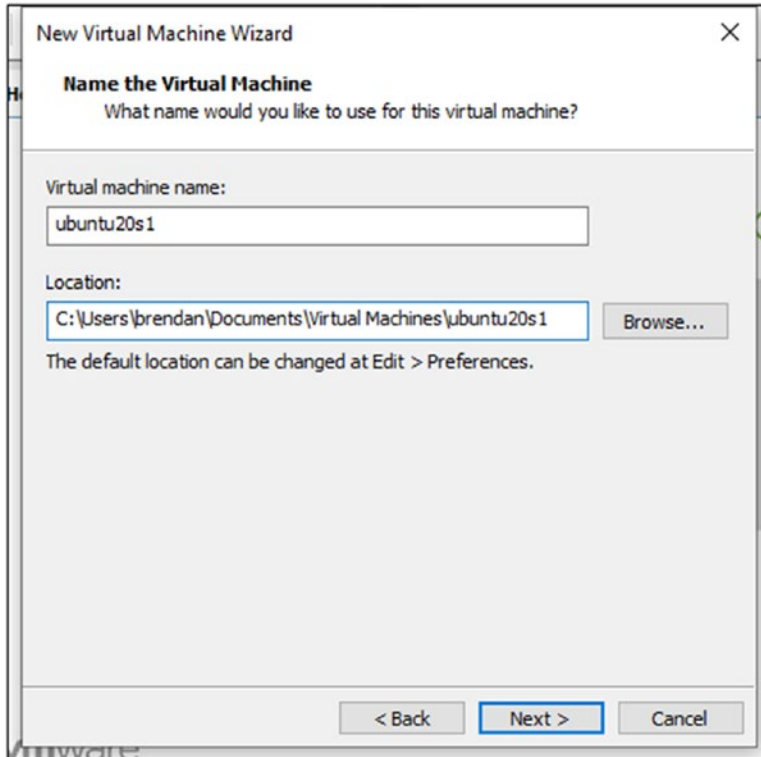 New Virtual Machine Wizard
Name the Virtual Machine
What name would you like to use for this virtual machine?
Virtual machine name:
ubuntu20s1
Location:
C:\Users\brendan\Documents\Virtual Machines\ubuntu20s1
Browse...
The default location can be changed at Edit > Preferences.
< Back
Next >
Cancel